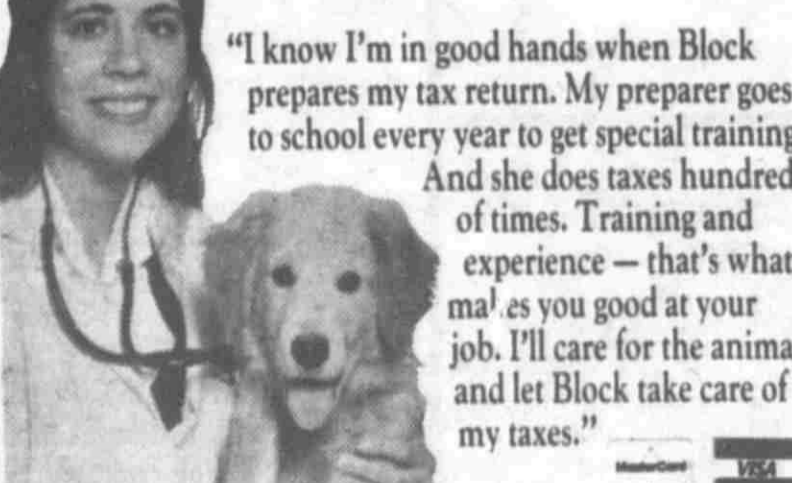 “I know I’m in good hands when Block
prepares my tax return. My preparer goes
to school every year to get special training
And she does taxes hundred
of times. Training and
experience — that’s what
makes you good at your
job. I’ll care for the anima
and let Block take care of
my taxes.”
MasterCard VISA